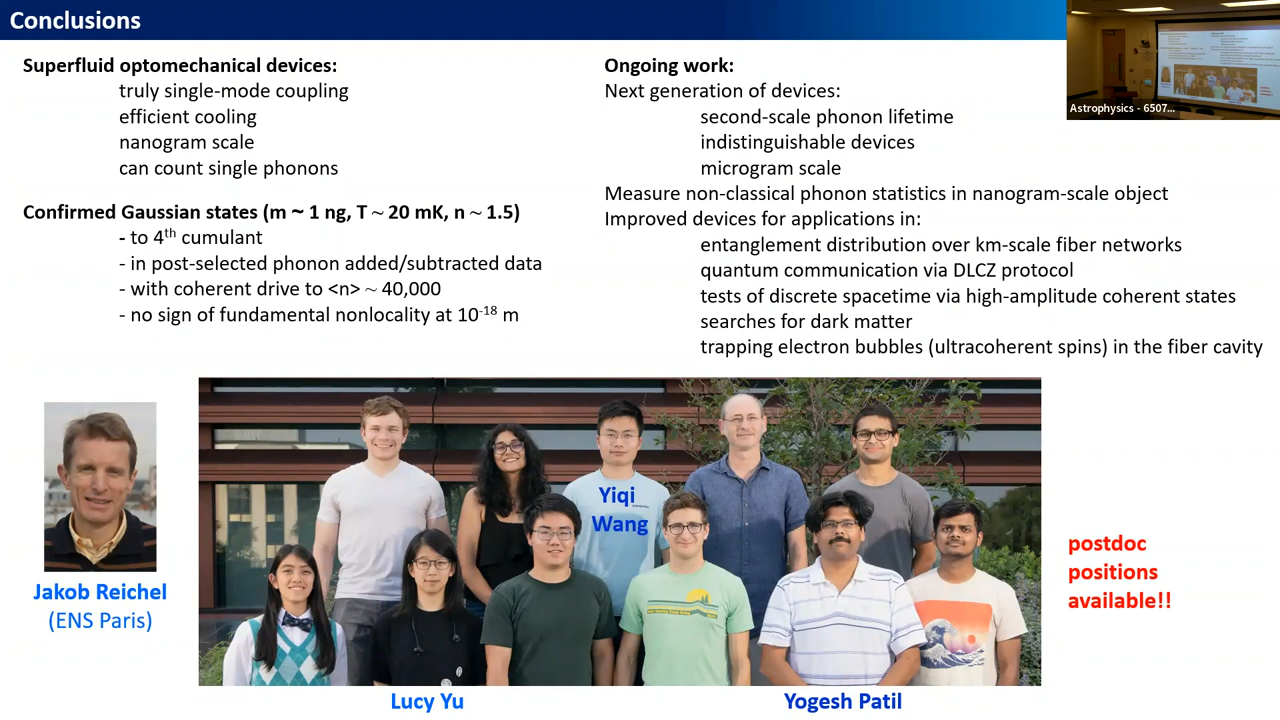 Conclusions
Superfluid optomechanical devices:
truly single-mode coupling
efficient cooling
nanogram scale
can count single phonons
Confirmed Gaussian states (m ~ 1 ng, T ~ 20 mK, n ~ 1.5)
- to 4th cumulant
- in post-selected phonon added/subtracted data
- with coherent drive to <n> ~ 40,000
- no sign of fundamental nonlocality at 10-18 m
Ongoing work:
Next generation of devices:
second-scale phonon lifetime
indistinguishable devices
microgram scale
Measure non-classical phonon statistics in nanogram-scale object
Improved devices for applications in:
entanglement distribution over km-scale fiber networks
quantum communication via DLCZ protocol
tests of discrete spacetime via high-amplitude coherent states
searches for dark matter
trapping electron bubbles (ultracoherent spins) in the fiber cavity
Astrophysics - 6507...
Jakob Reichel
(ENS Paris)
Yiqi
Wang
Lucy Yu
Yogesh Patil
postdoc
positions
available!!